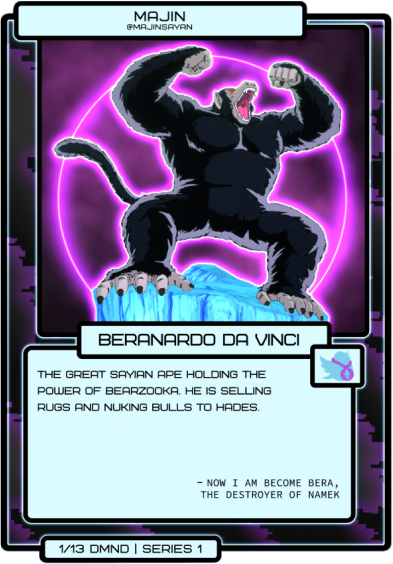 MAJIN
@MAJINSAYAN
BERANARDO DA VINCI
THE GREAT SAYIAN APE HOLDING THE
POWER OF BEARZOOKA. HE IS SELLING
RUGS AND NUKING BULLS TO HADES.
- NOW I AM BECOME BERA,
THE DESTROYER OF NAMEK
1/13 DMND | SERIES 1